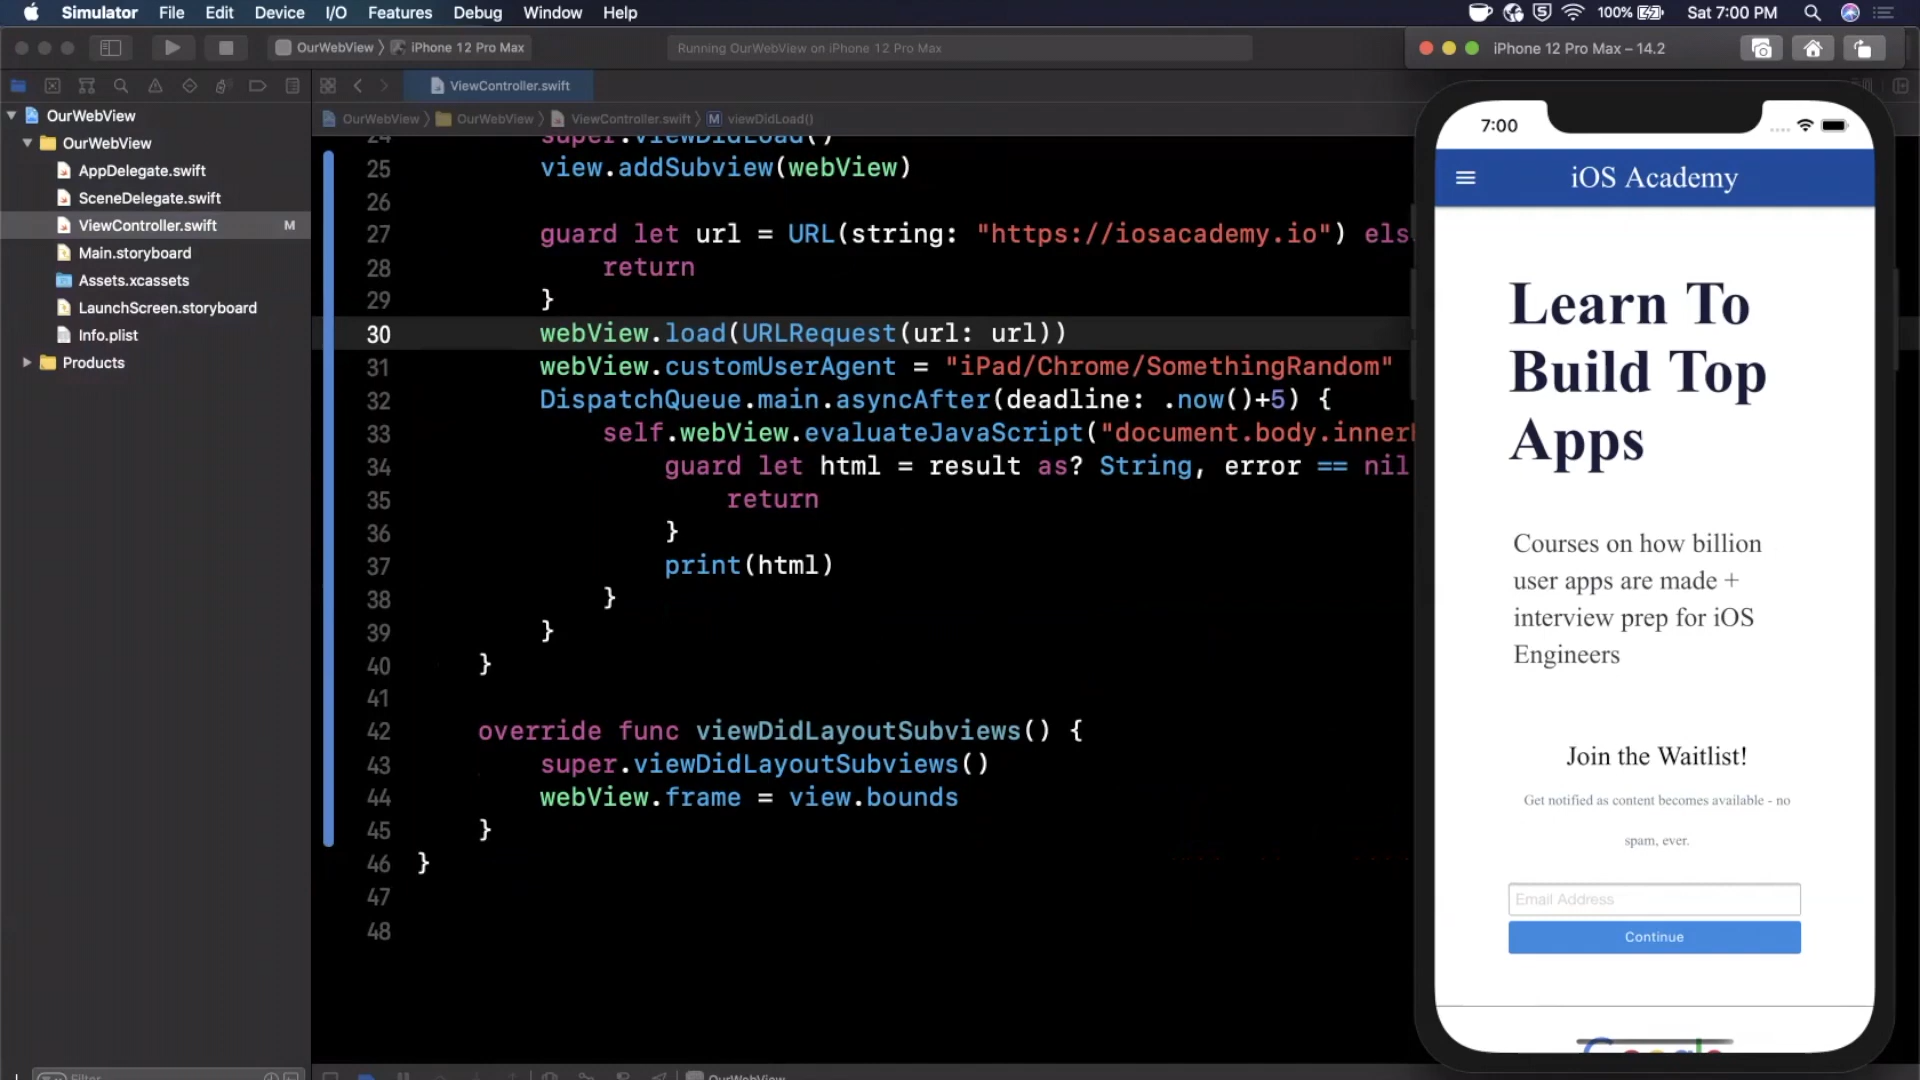 Simulator File Edit Device I/O Features Debug Window Help 100% Sat 7:00 PM
OurWebView iPhone 12 Pro Max Running OurWebView on iPhone 12 Pro Max iPhone 12 Pro Max – 14.2
ViewController.swift
OurWebView OurWebView ViewController.swift M viewDidLoad()
OurWebView
OurWebView
AppDelegate.swift
SceneDelegate.swift
ViewController.swift M
Main.storyboard
Assets.xcassets
LaunchScreen.storyboard
Info.plist
Products
Filter
24 super.viewDidLoad()
25 view.addSubview(webView)
26
27 guard let url = URL(string: "https://iosacademy.io") els
28 return
29 }
30 webView.load(URLRequest(url: url))
31 webView.customUserAgent = "iPad/Chrome/SomethingRandom"
32 DispatchQueue.main.asyncAfter(deadline: .now()+5) {
33 self.webView.evaluateJavaScript("document.body.inner
34 guard let html = result as? String, error == nil
35 return
36 }
37 print(html)
38 }
39 }
40 }
41
42 override func viewDidLayoutSubviews() {
43 super.viewDidLayoutSubviews()
44 webView.frame = view.bounds
45 }
46 }
47
48
OurWebView
7:00
iOS Academy
Learn To
Build Top
Apps
Courses on how billion
user apps are made +
interview prep for iOS
Engineers
Join the Waitlist!
Get notified as content becomes available - no
spam, ever.
Email Address
Continue
Google